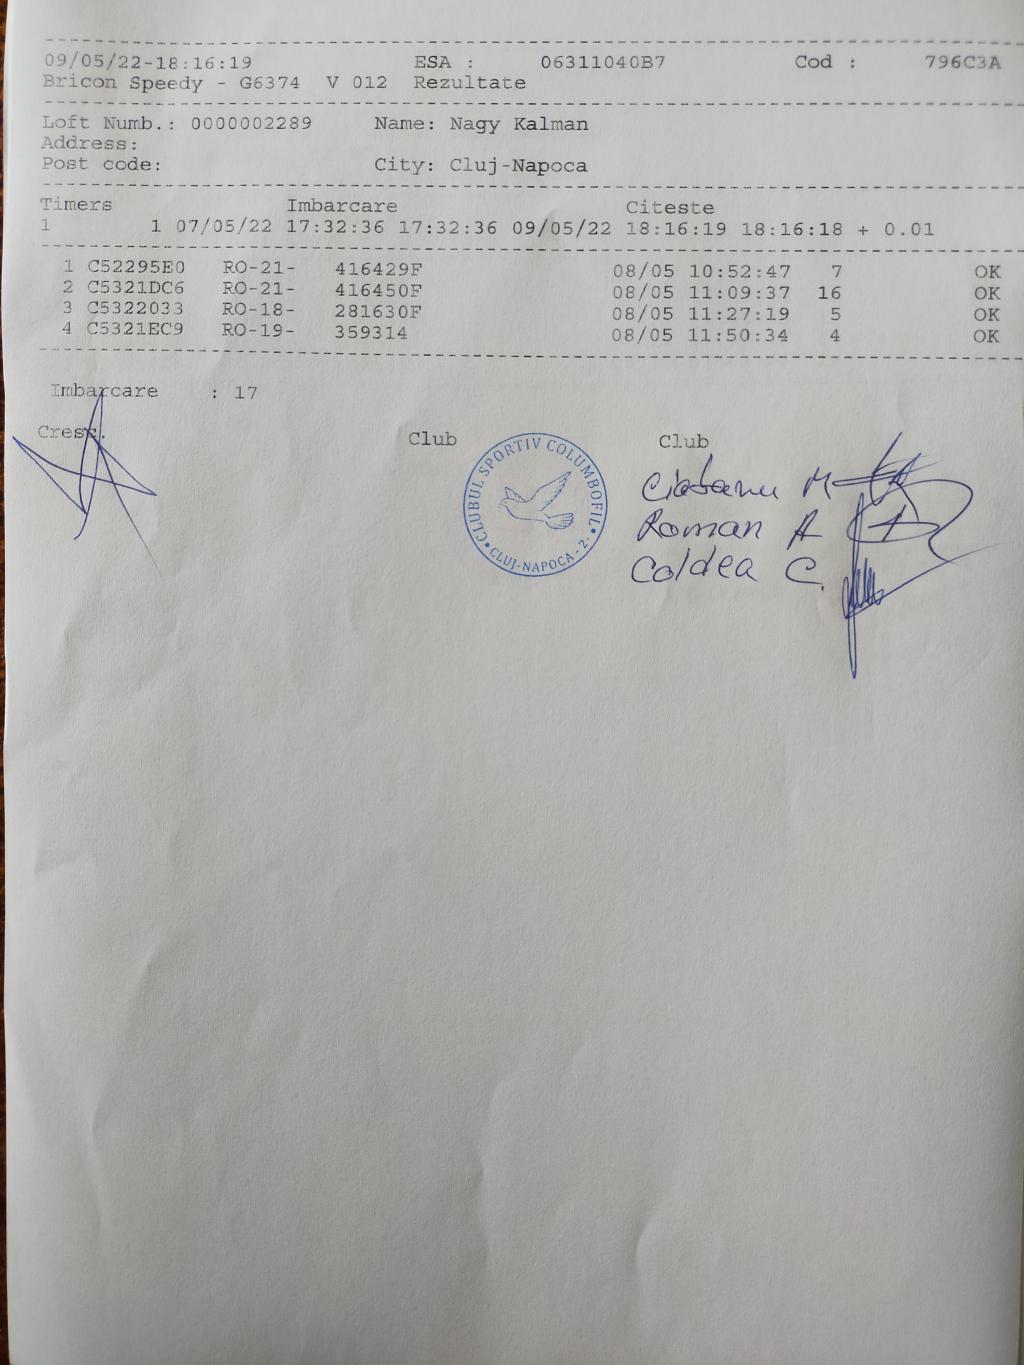 09/05/22-18:16:19 ESA : 06311040B7 Cod : 796C3A
Bricon Speedy - G6374 V 012 Rezultate
Loft Numb.: 0000002289 Name: Nagy Kalman
Address:
Post code: City: Cluj-Napoca
Timers Imbarcare Citeste
1 1 07/05/22 17:32:36 17:32:36 09/05/22 18:16:19 18:16:18 + 0.01
1 C52295E0 RO-21- 416429F 08/05 10:52:47 7 OK
2 C5321DC6 RO-21- 416450F 08/05 11:09:37 16 OK
3 C5322033 RO-18- 281630F 08/05 11:27:19 5 OK
4 C5321EC9 RO-19- 359314 08/05 11:50:34 4 OK
Imbarcare : 17
Cresc. Club Club
CLUBUL SPORTIV COLUMBOFIL
CLUJ-NAPOCA - 2
M
Roman A
Coldea C.